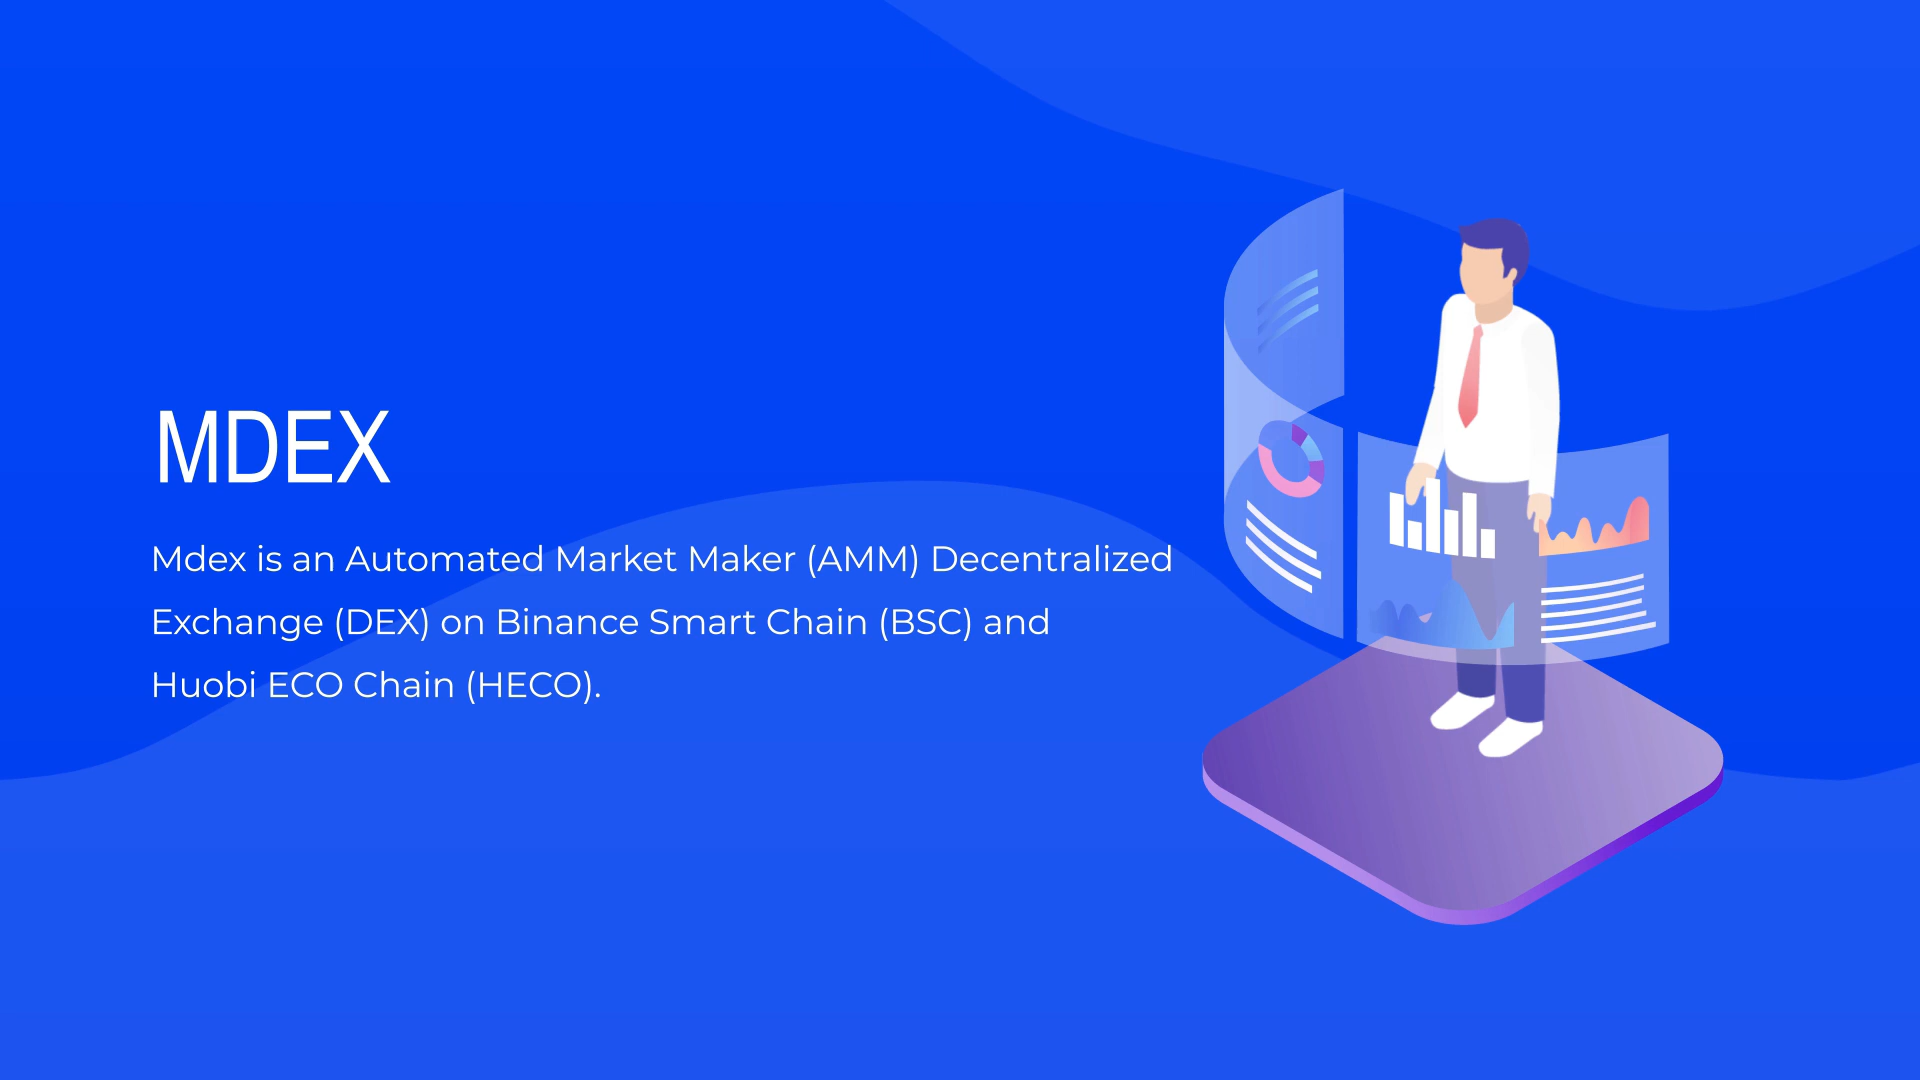 MDEX
Mdex is an Automated Market Maker (AMM) Decentralized
Exchange (DEX) on Binance Smart Chain (BSC) and
Huobi ECO Chain (HECO).